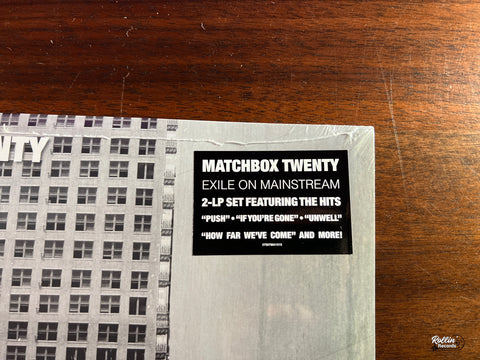 NTY
MATCHBOX TWENTY
EXILE ON MAINSTREAM
2-LP SET FEATURING THE HITS
"PUSH" • "IF YOU'RE GONE" • "UNWELL"
"HOW FAR WE'VE COME" AND MORE!
Rollin'
Records